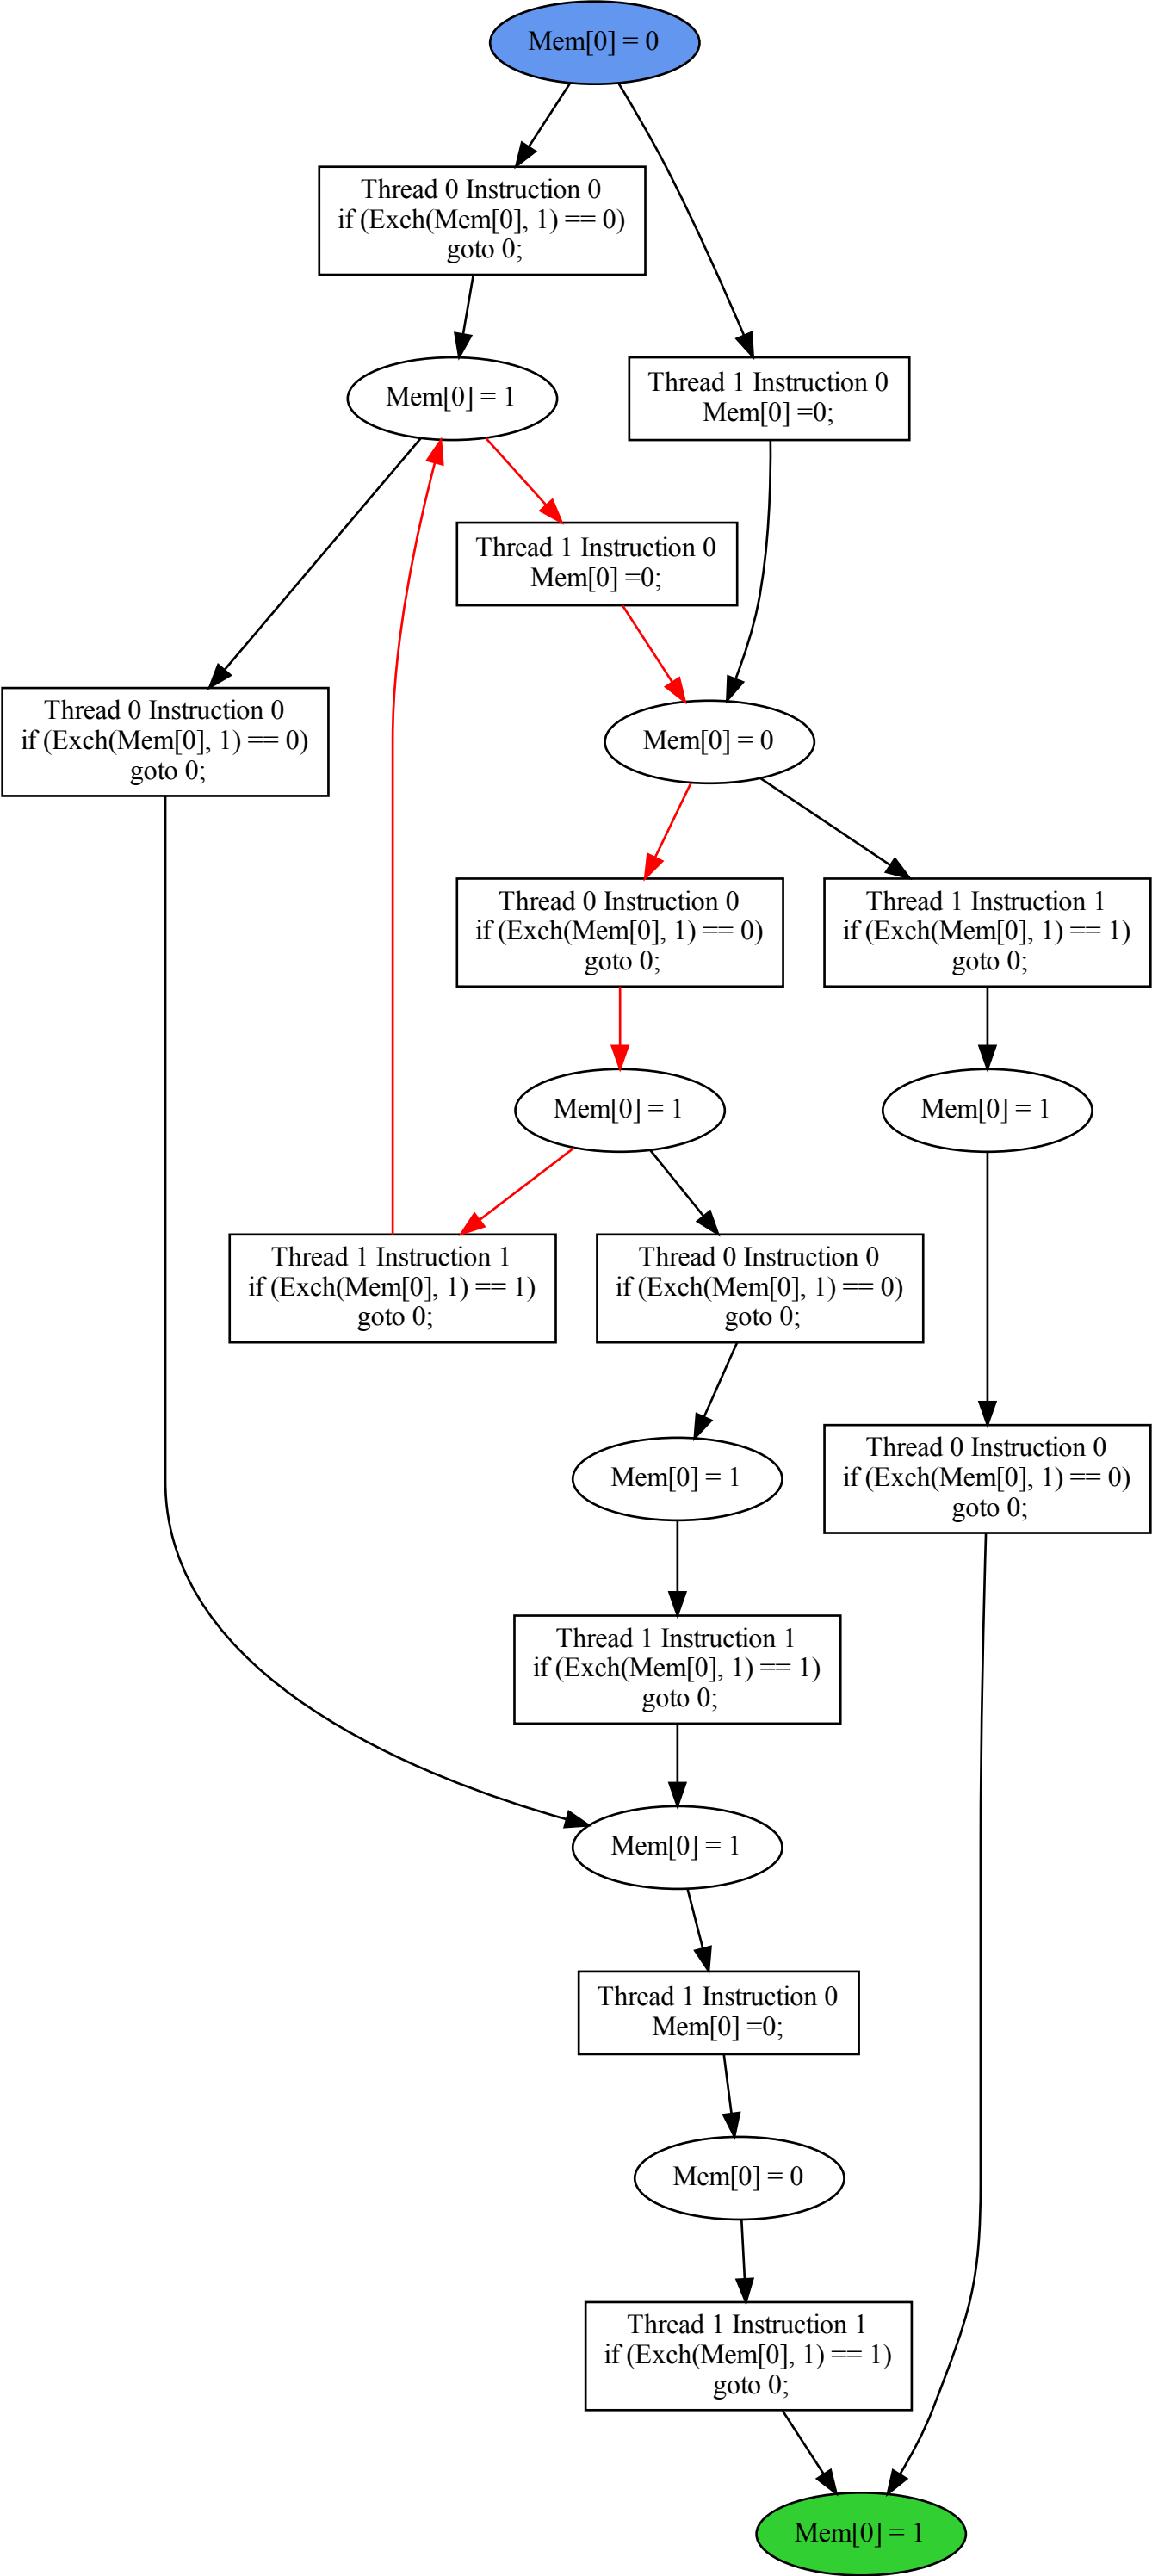 Mem[0] = 0
Thread 0 Instruction 0
if (Exch(Mem[0], 1) == 0)
goto 0;
Mem[0] = 1
Thread 1 Instruction 0
Mem[0] =0;
Thread 1 Instruction 0
Mem[0] =0;
Thread 0 Instruction 0
if (Exch(Mem[0], 1) == 0)
goto 0;
Mem[0] = 0
Thread 0 Instruction 0
if (Exch(Mem[0], 1) == 0)
goto 0;
Thread 1 Instruction 1
if (Exch(Mem[0], 1) == 1)
goto 0;
Mem[0] = 1
Mem[0] = 1
Thread 1 Instruction 1
if (Exch(Mem[0], 1) == 1)
goto 0;
Thread 0 Instruction 0
if (Exch(Mem[0], 1) == 0)
goto 0;
Mem[0] = 1
Thread 0 Instruction 0
if (Exch(Mem[0], 1) == 0)
goto 0;
Thread 1 Instruction 1
if (Exch(Mem[0], 1) == 1)
goto 0;
Mem[0] = 1
Thread 1 Instruction 0
Mem[0] =0;
Mem[0] = 0
Thread 1 Instruction 1
if (Exch(Mem[0], 1) == 1)
goto 0;
Mem[0] = 1